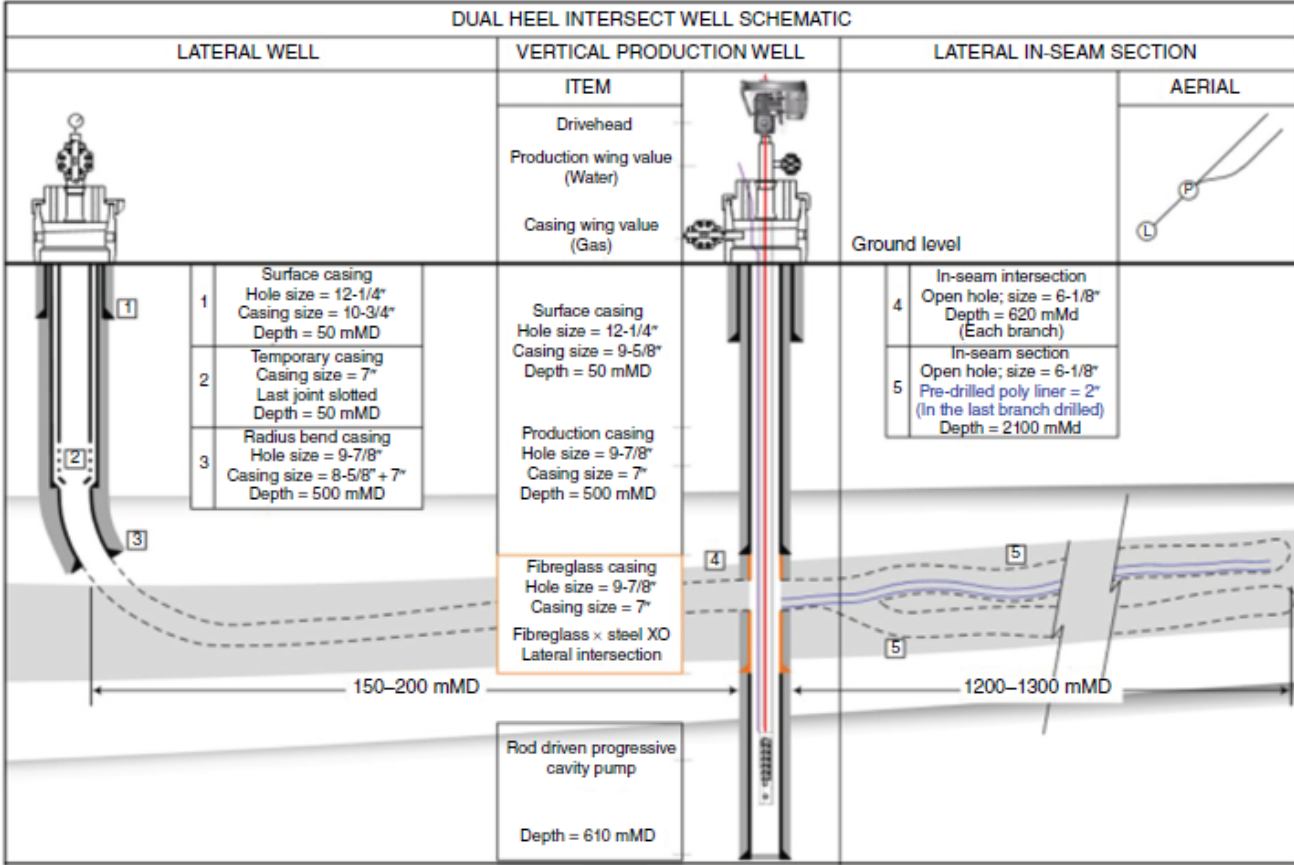 DUAL HEEL INTERSECT WELL SCHEMATIC
LATERAL WELL
VERTICAL PRODUCTION WELL
LATERAL IN-SEAM SECTION
ITEM
AERIAL
Drivehead
Production wing value
(Water)
Casing wing value
(Gas)
Ground level
P
L
1
Surface casing
Hole size = 12-1/4″
Casing size = 10-3/4″
Depth = 50 mMD
2
Temporary casing
Casing size = 7″
Last joint slotted
Depth = 50 mMD
3
Radius bend casing
Hole size = 9-7/8″
Casing size = 8-5/8″ + 7″
Depth = 500 mMD
1
2
3
Surface casing
Hole size = 12-1/4″
Casing size = 9-5/8″
Depth = 50 mMD
Production casing
Hole size = 9-7/8″
Casing size = 7″
Depth = 500 mMD
Fibreglass casing
Hole size = 9-7/8″
Casing size = 7″
Fibreglass × steel XO
Lateral intersection
Rod driven progressive
cavity pump
Depth = 610 mMD
4
In-seam intersection
Open hole; size = 6-1/8″
Depth = 620 mMd
(Each branch)
5
In-seam section
Open hole; size = 6-1/8″
Pre-drilled poly liner = 2″
(In the last branch drilled)
Depth = 2100 mMd
4
5
5
150–200 mMD
1200–1300 mMD